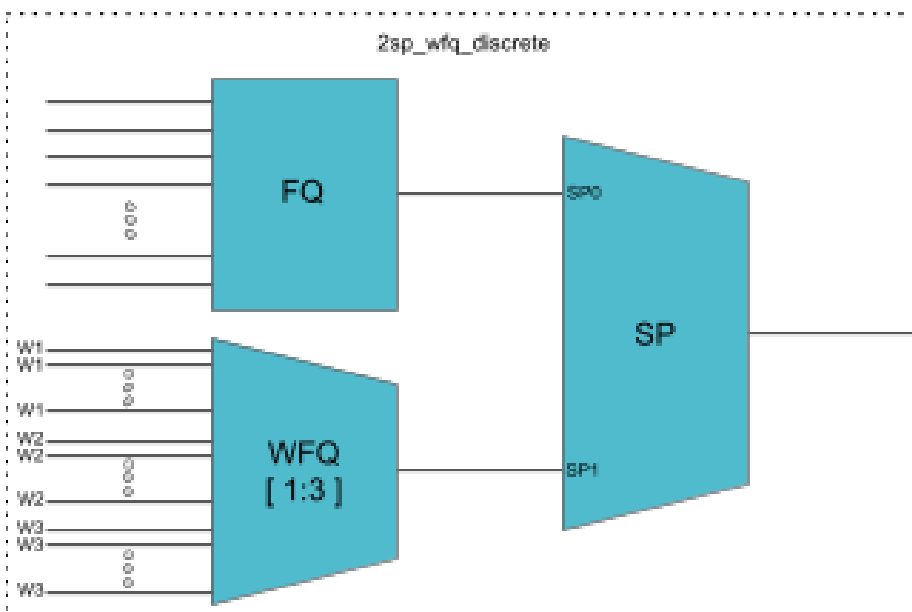 2sp_wfq_discrete
FQ
SP0
SP
W1
W1
W1
W2
W2
W2
W3
W3
W3
WFQ
[ 1:3 ]
SP1